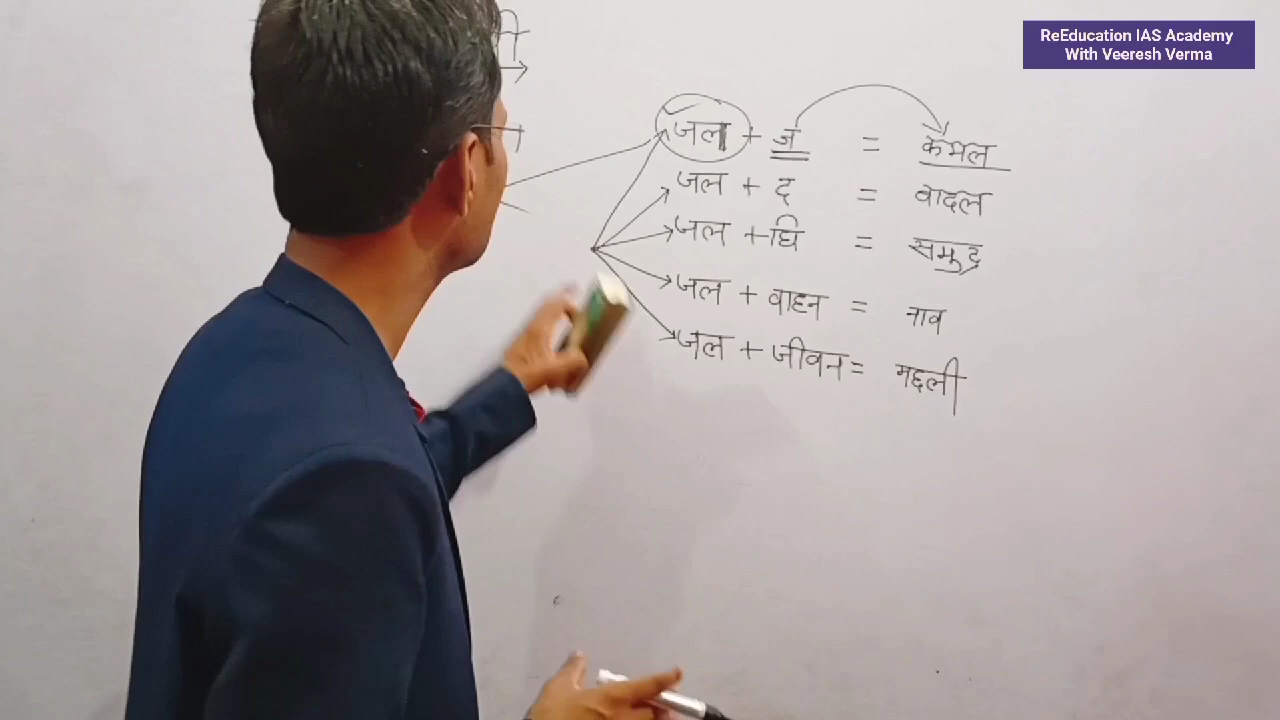 ReEducation IAS Academy
With Veeresh Verma
जल + ज = कमल
जल + द = बादल
जल + धि = समुद्र
जल + वाहन = नाव
जल + जीवन = मछली